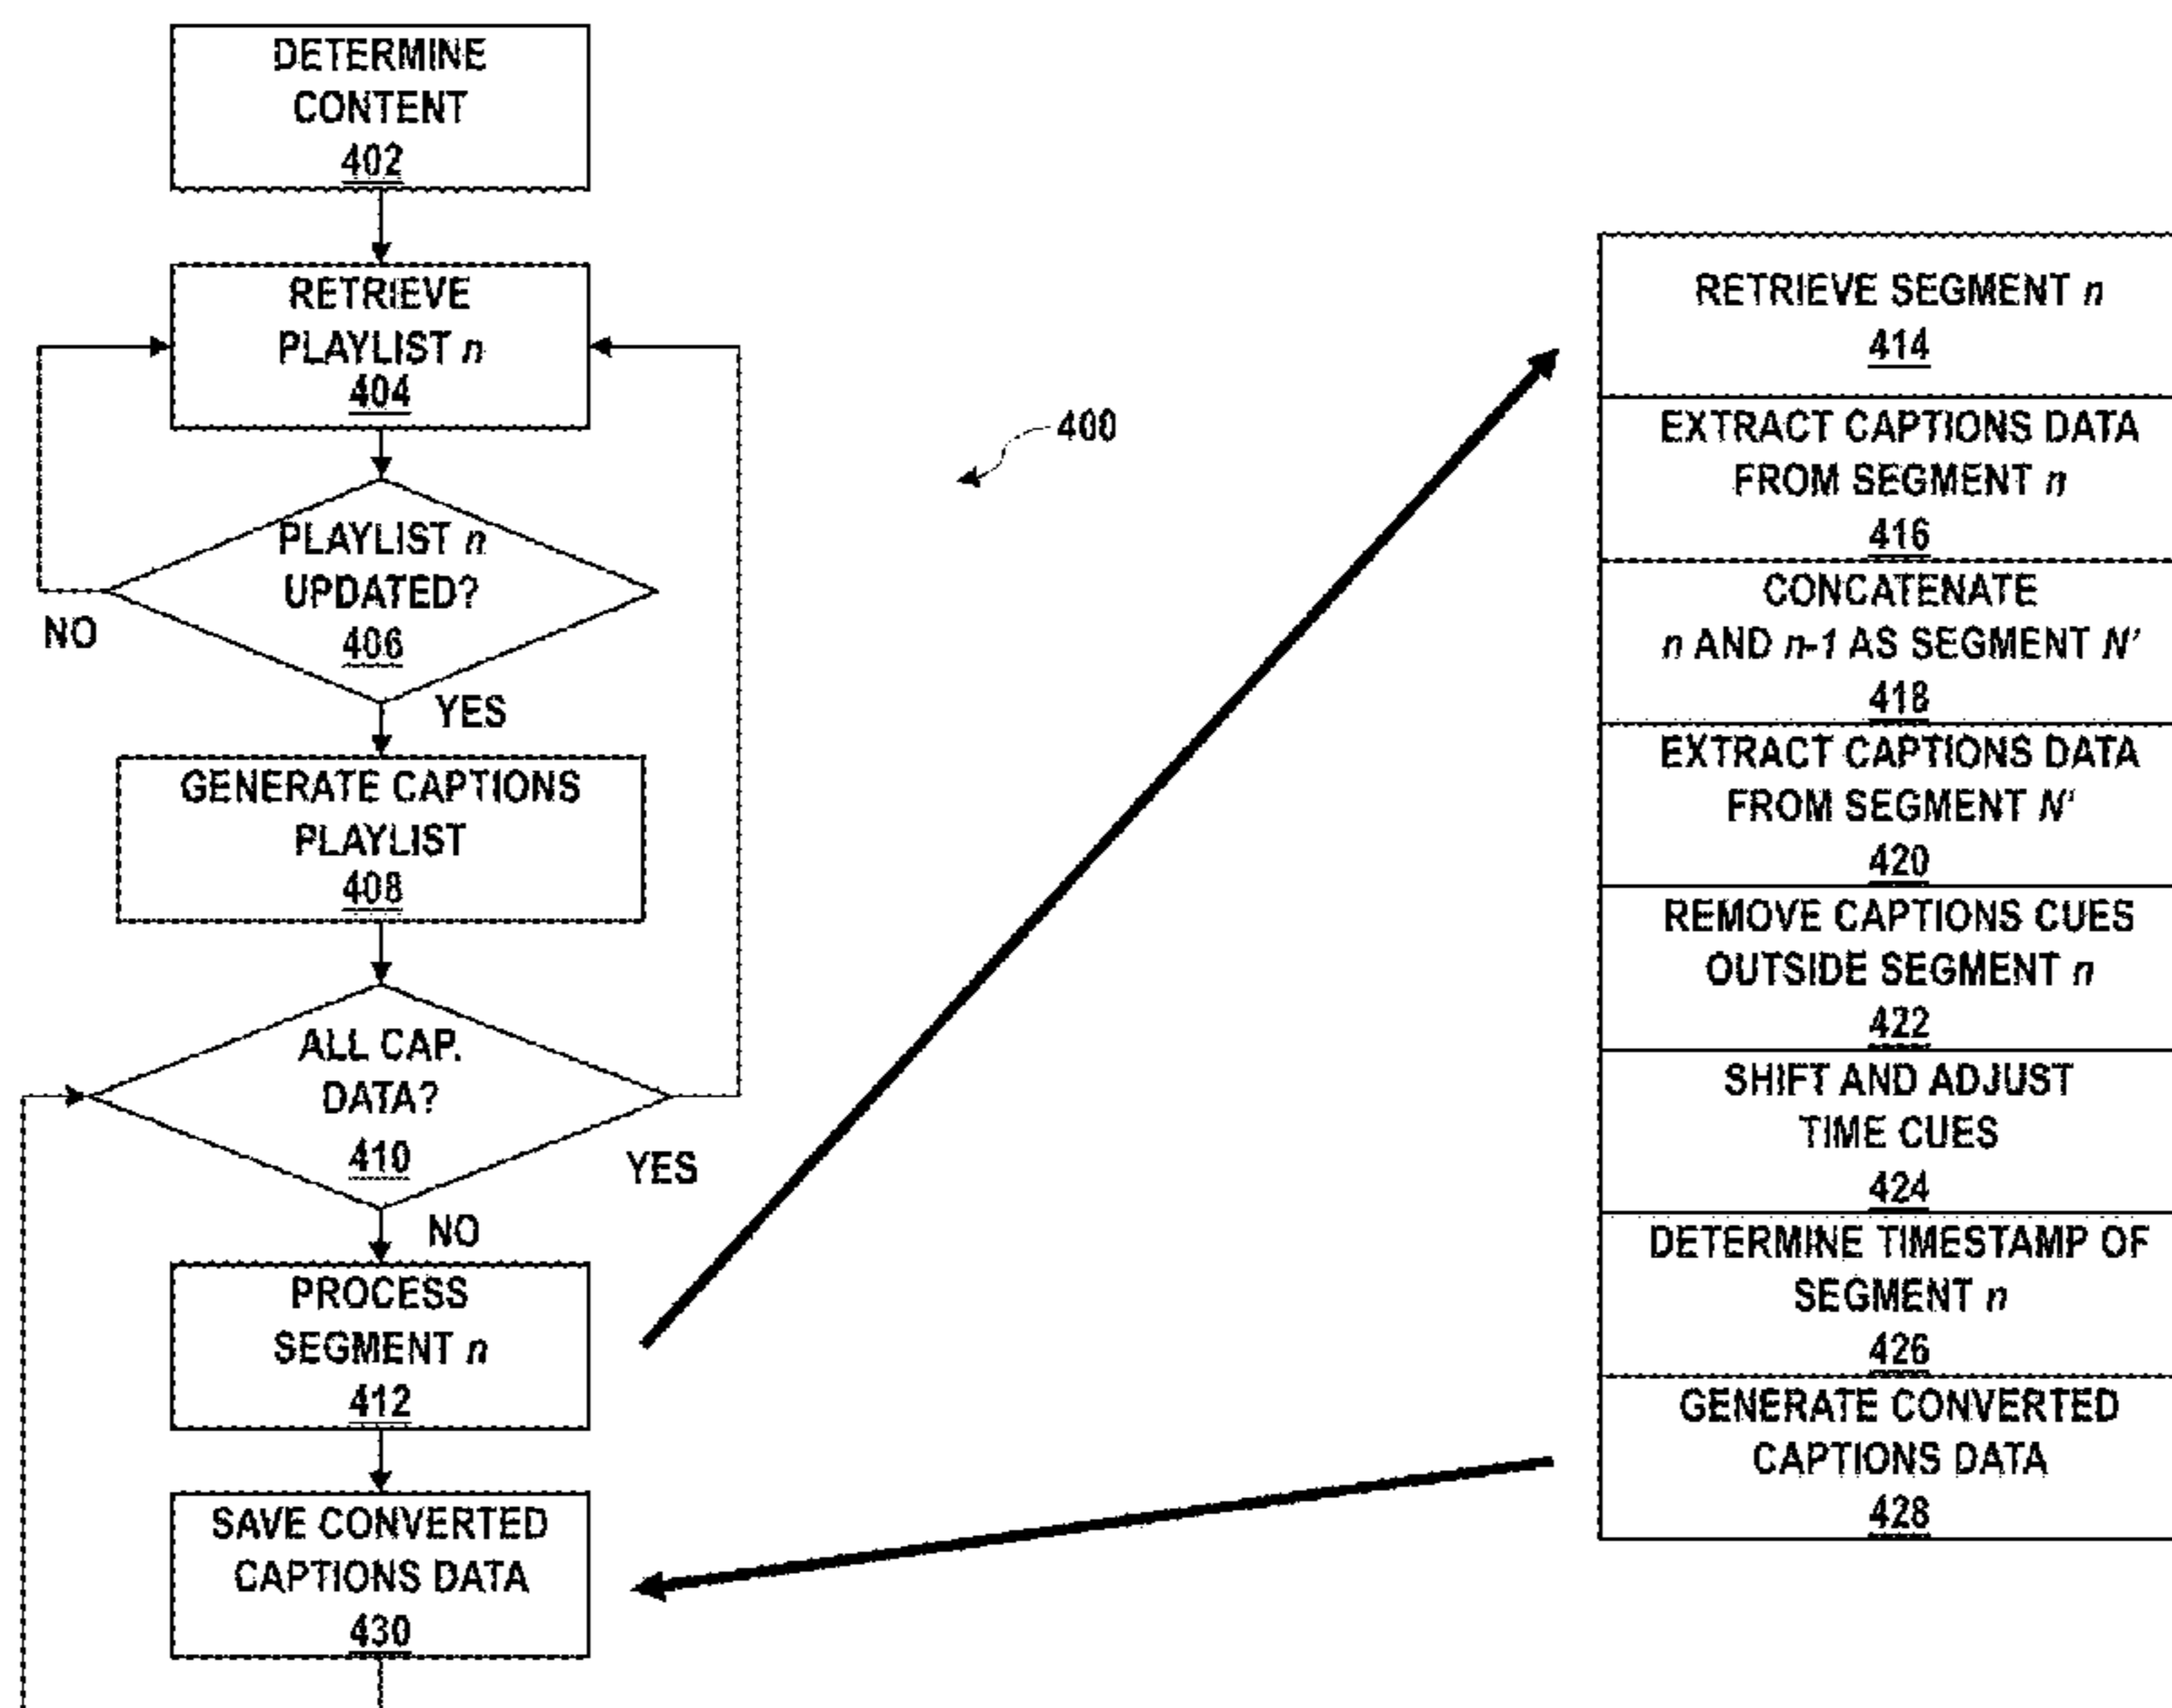 DETERMINE
CONTENT
402
RETRIEVE
PLAYLIST n
404
400
PLAYLIST n
UPDATED?
406
NO
YES
GENERATE CAPTIONS
PLAYLIST
408
ALL CAP.
DATA?
410
YES
NO
PROCESS
SEGMENT n
412
SAVE CONVERTED
CAPTIONS DATA
430
RETRIEVE SEGMENT n
414
EXTRACT CAPTIONS DATA
FROM SEGMENT n
416
CONCATENATE
n AND n-1 AS SEGMENT N'
418
EXTRACT CAPTIONS DATA
FROM SEGMENT N'
420
REMOVE CAPTIONS CUES
OUTSIDE SEGMENT n
422
SHIFT AND ADJUST
TIME CUES
424
DETERMINE TIMESTAMP OF
SEGMENT n
426
GENERATE CONVERTED
CAPTIONS DATA
428